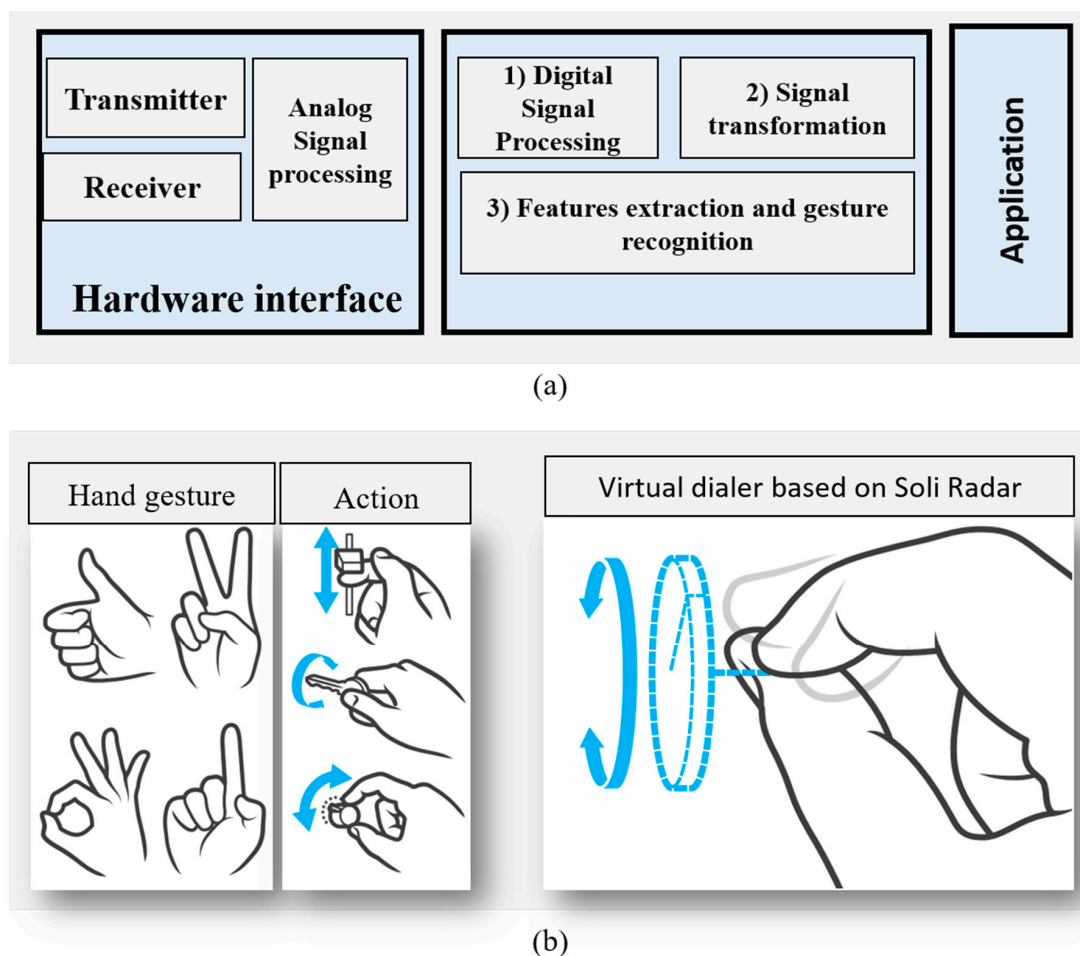 Transmitter
Receiver
Analog
Signal
processing
Hardware interface
1) Digital
Signal
Processing
2) Signal
transformation
3) Features extraction and gesture
recognition
Application
(a)
Hand gesture
Action
Virtual dialer based on Soli Radar
(b)